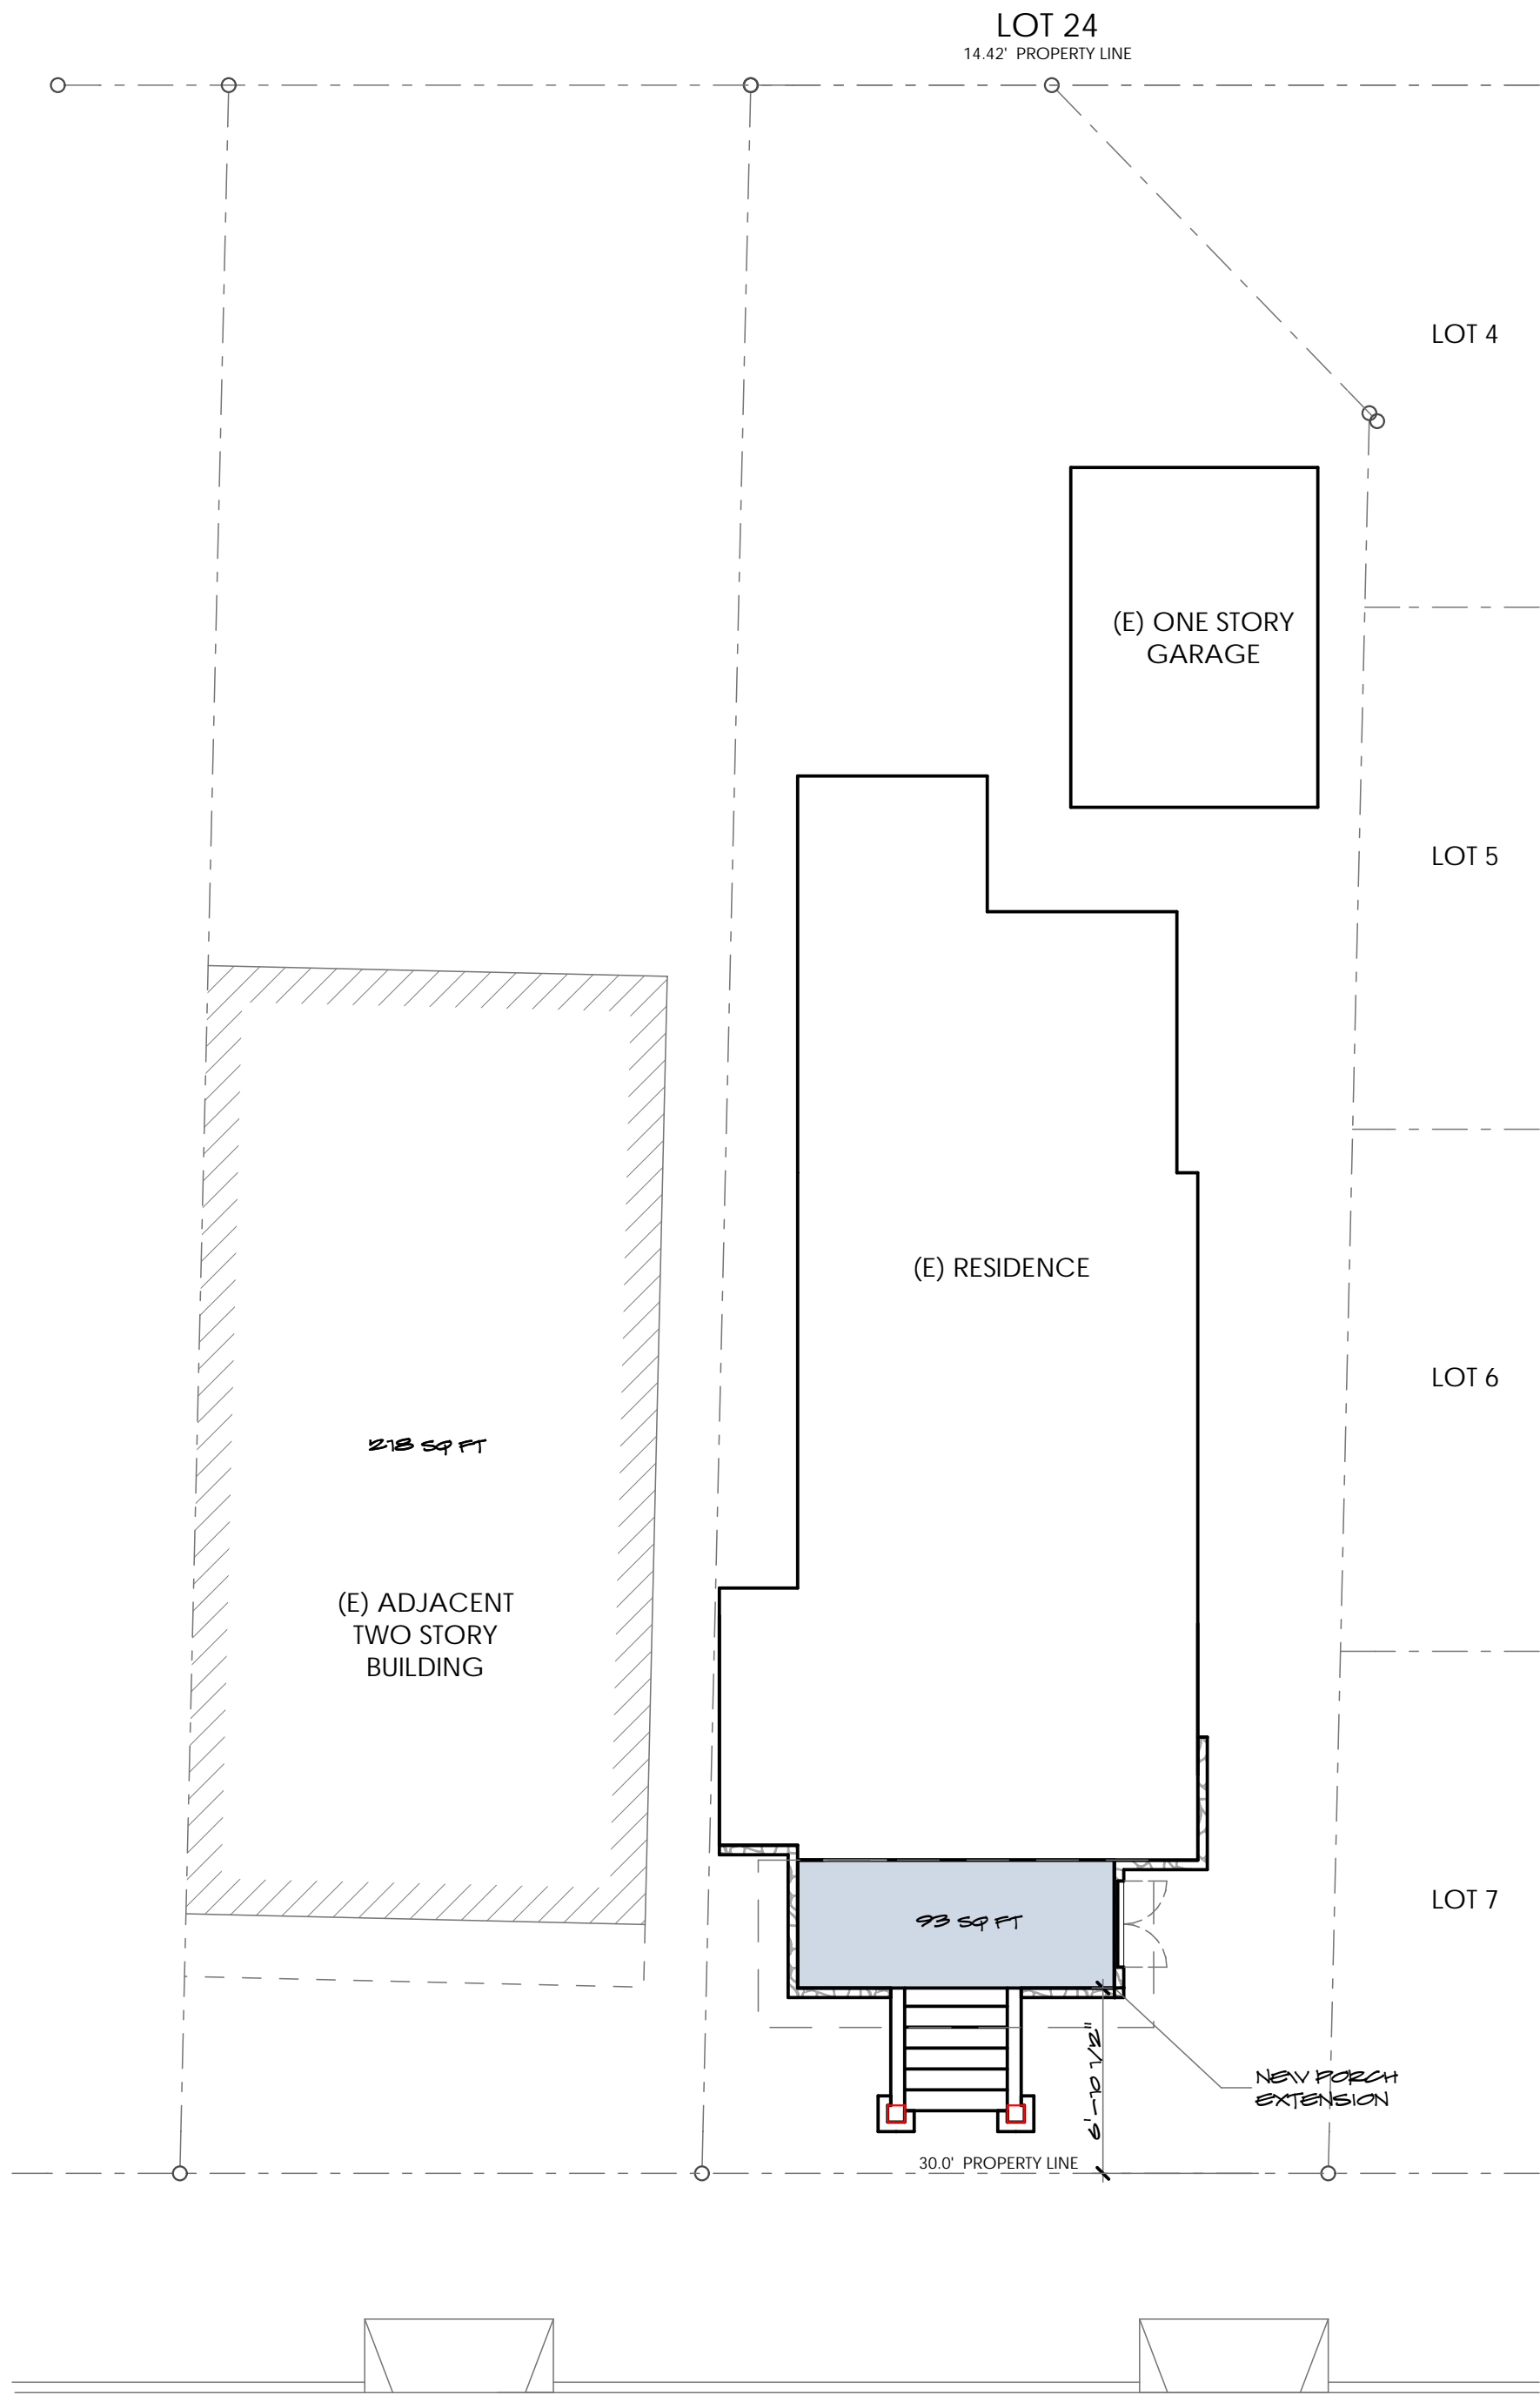 LOT 24
14.42' PROPERTY LINE
LOT 4
(E) ONE STORY
GARAGE
LOT 5
(E) RESIDENCE
LOT 6
218 SQ FT
(E) ADJACENT
TWO STORY
BUILDING
LOT 7
93 SQ FT
8'-10 1/2"
NEW PORCH
EXTENSION
30.0' PROPERTY LINE